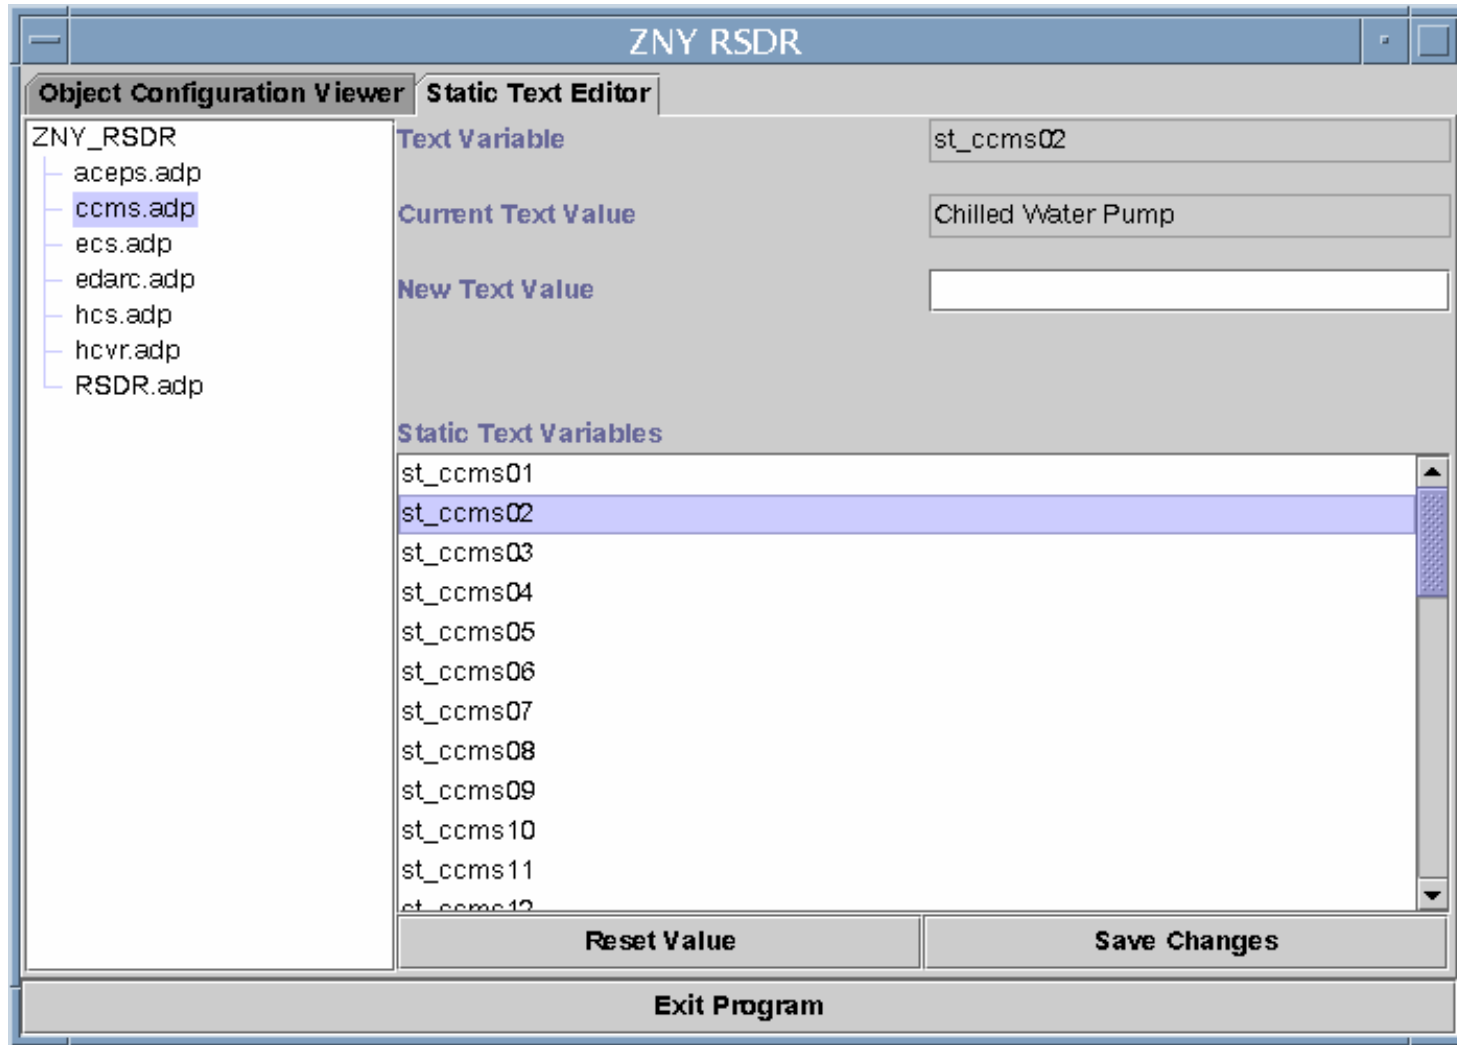 ZNY RSDR
Object Configuration Viewer
Static Text Editor
ZNY_RSDR
aceps.adp
ccms.adp
ecs.adp
edarc.adp
hcs.adp
hcvr.adp
RSDR.adp
Text Variable
st_ccms02
Current Text Value
Chilled Water Pump
New Text Value
Static Text Variables
st_ccms01
st_ccms02
st_ccms03
st_ccms04
st_ccms05
st_ccms06
st_ccms07
st_ccms08
st_ccms09
st_ccms10
st_ccms11
st_ccms12
Reset Value
Save Changes
Exit Program